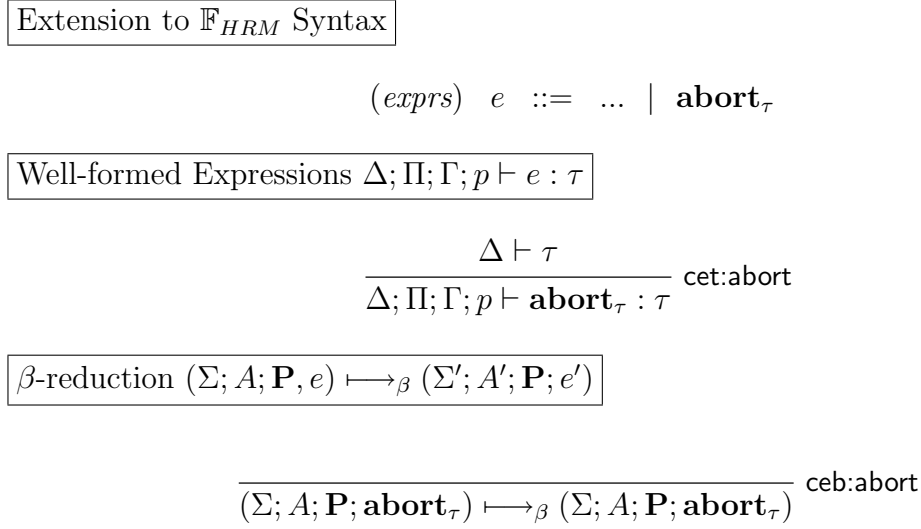 Extension to 𝔽_HRM Syntax
(exprs) e ::= ... | abort_τ
Well-formed Expressions Δ; Π; Γ; p ⊢ e : τ
Δ ⊢ τ
Δ; Π; Γ; p ⊢ abort_τ : τ cet:abort
β-reduction (Σ; A; P, e) ⟼_β (Σ′; A′; P; e′)
(Σ; A; P; abort_τ) ⟼_β (Σ; A; P; abort_τ) ceb:abort